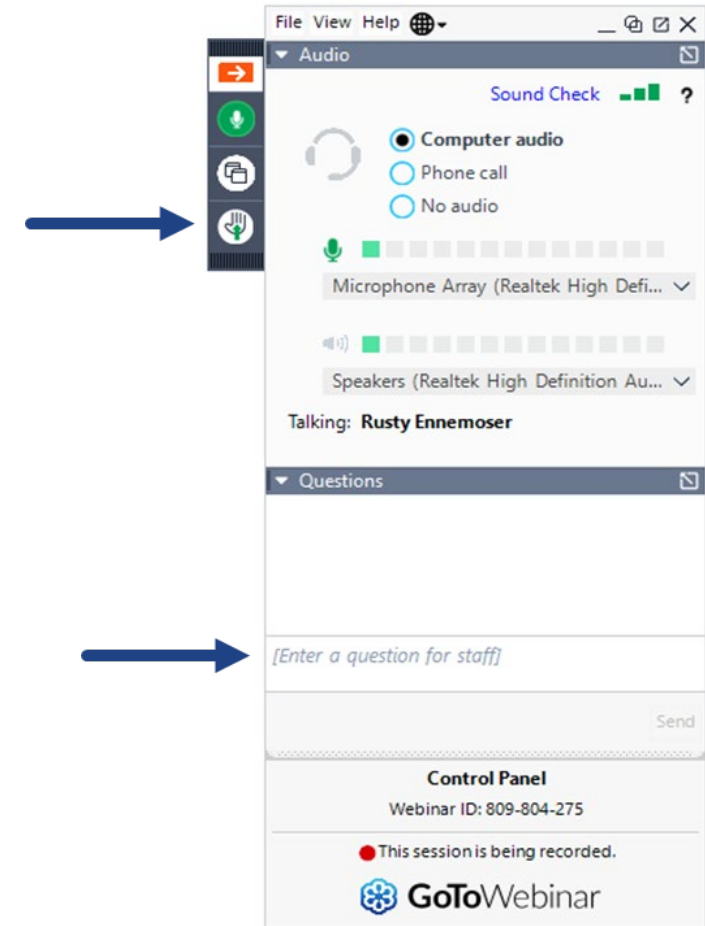 File View Help
Audio
Sound Check ?
Computer audio
Phone call
No audio
Microphone Array (Realtek High Defi...
Speakers (Realtek High Definition Au...
Talking: Rusty Ennemoser
Questions
[Enter a question for staff]
Send
Control Panel
Webinar ID: 809-804-275
This session is being recorded.
GoToWebinar